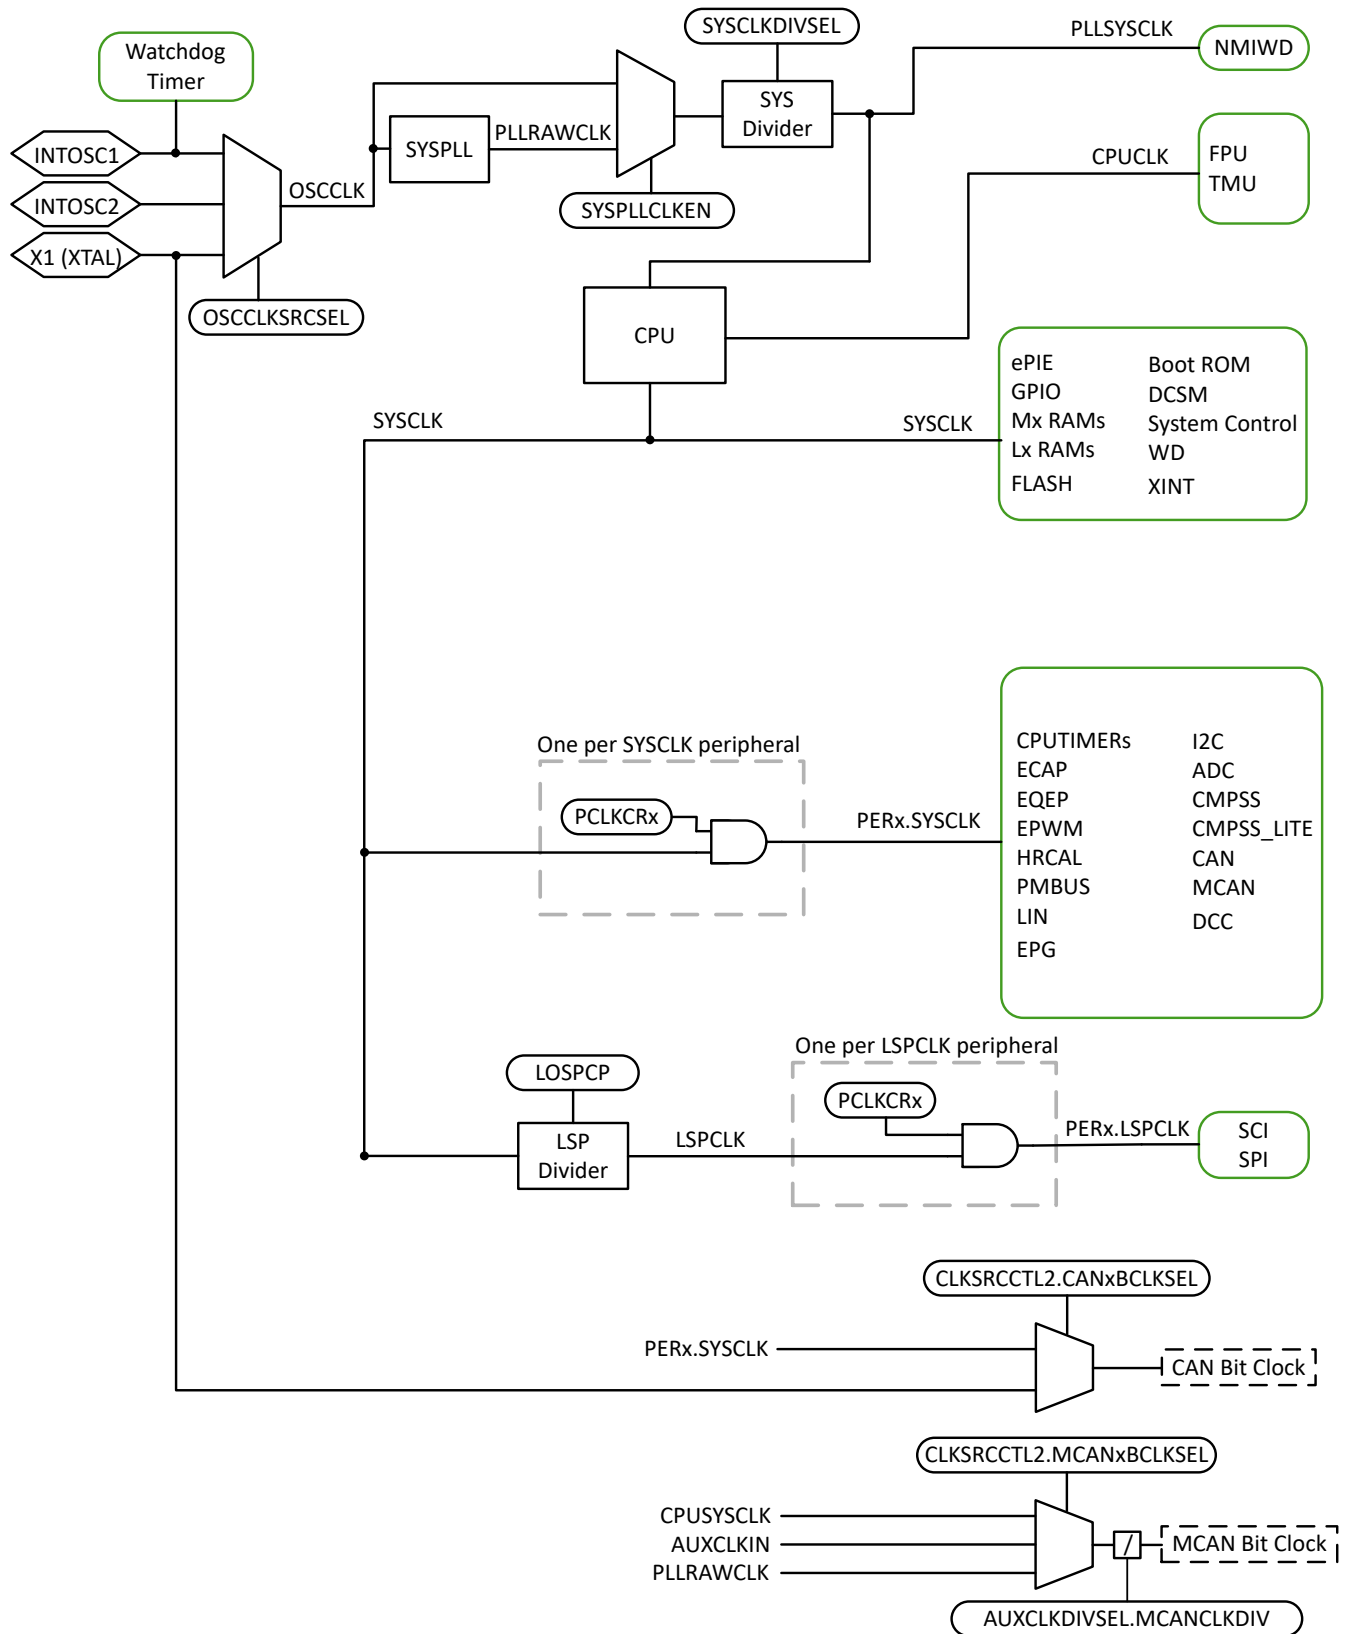 SYSCLKDIVSEL
PLLSYSCLK
NMIWD
Watchdog
Timer
SYS
Divider
INTOSC1
SYSPLL
PLLRAWCLK
CPUCLK
FPU
TMU
INTOSC2
OSCCLK
SYSPLLCLKEN
X1 (XTAL)
OSCCLKSRCSEL
CPU
ePIE
GPIO
Mx RAMs
Lx RAMs
FLASH
Boot ROM
DCSM
System Control
WD
XINT
SYSCLK
SYSCLK
One per SYSCLK peripheral
PCLKCRx
PERx.SYSCLK
CPUTIMERs
ECAP
EQEP
EPWM
HRCAL
PMBUS
LIN
EPG
I2C
ADC
CMPSS
CMPSS_LITE
CAN
MCAN
DCC
One per LSPCLK peripheral
LOSPCP
PCLKCRx
LSP
Divider
LSPCLK
PERx.LSPCLK
SCI
SPI
CLKSRCCTL2.CANxBCLKSEL
PERx.SYSCLK
CAN Bit Clock
CLKSRCCTL2.MCANxBCLKSEL
CPUSYSCLK
AUXCLKIN
PLLRAWCLK
/
MCAN Bit Clock
AUXCLKDIVSEL.MCANCLKDIV